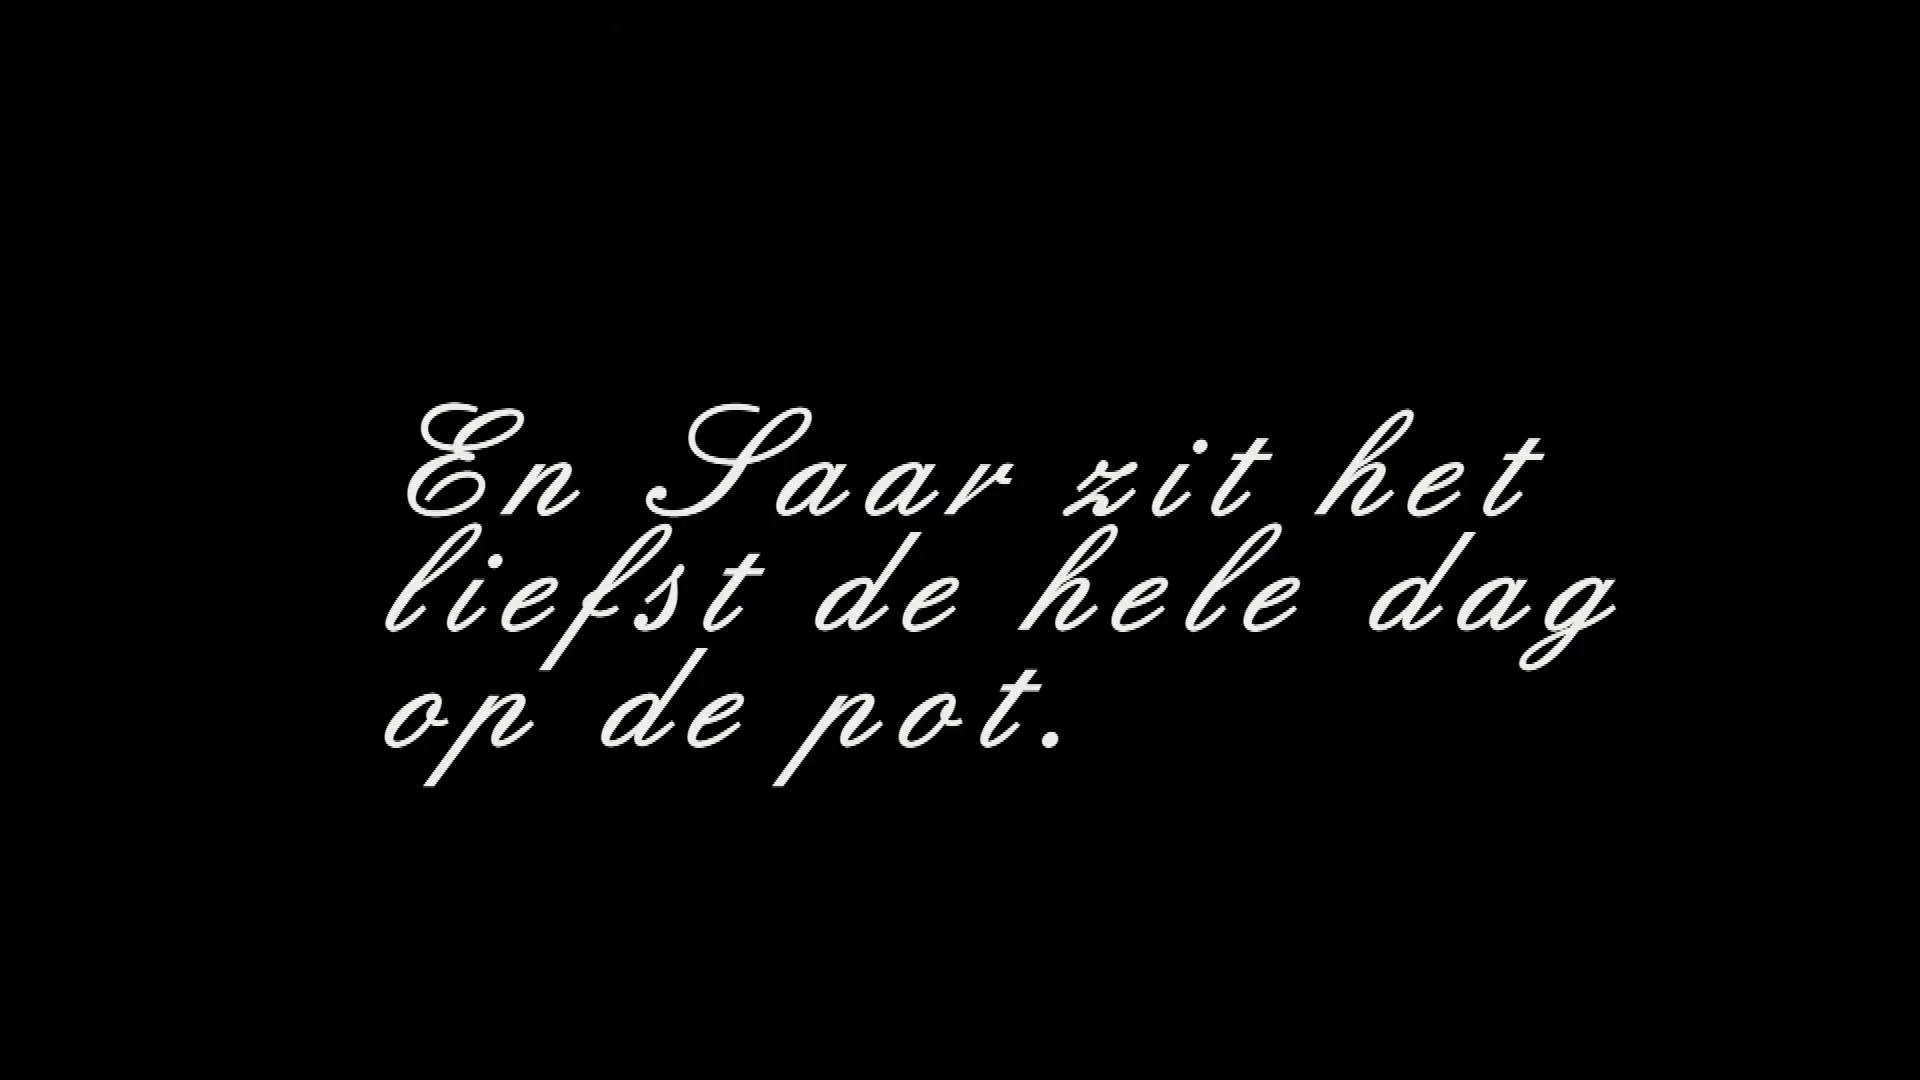 En Saar zit het
liefst de hele dag
op de pot.